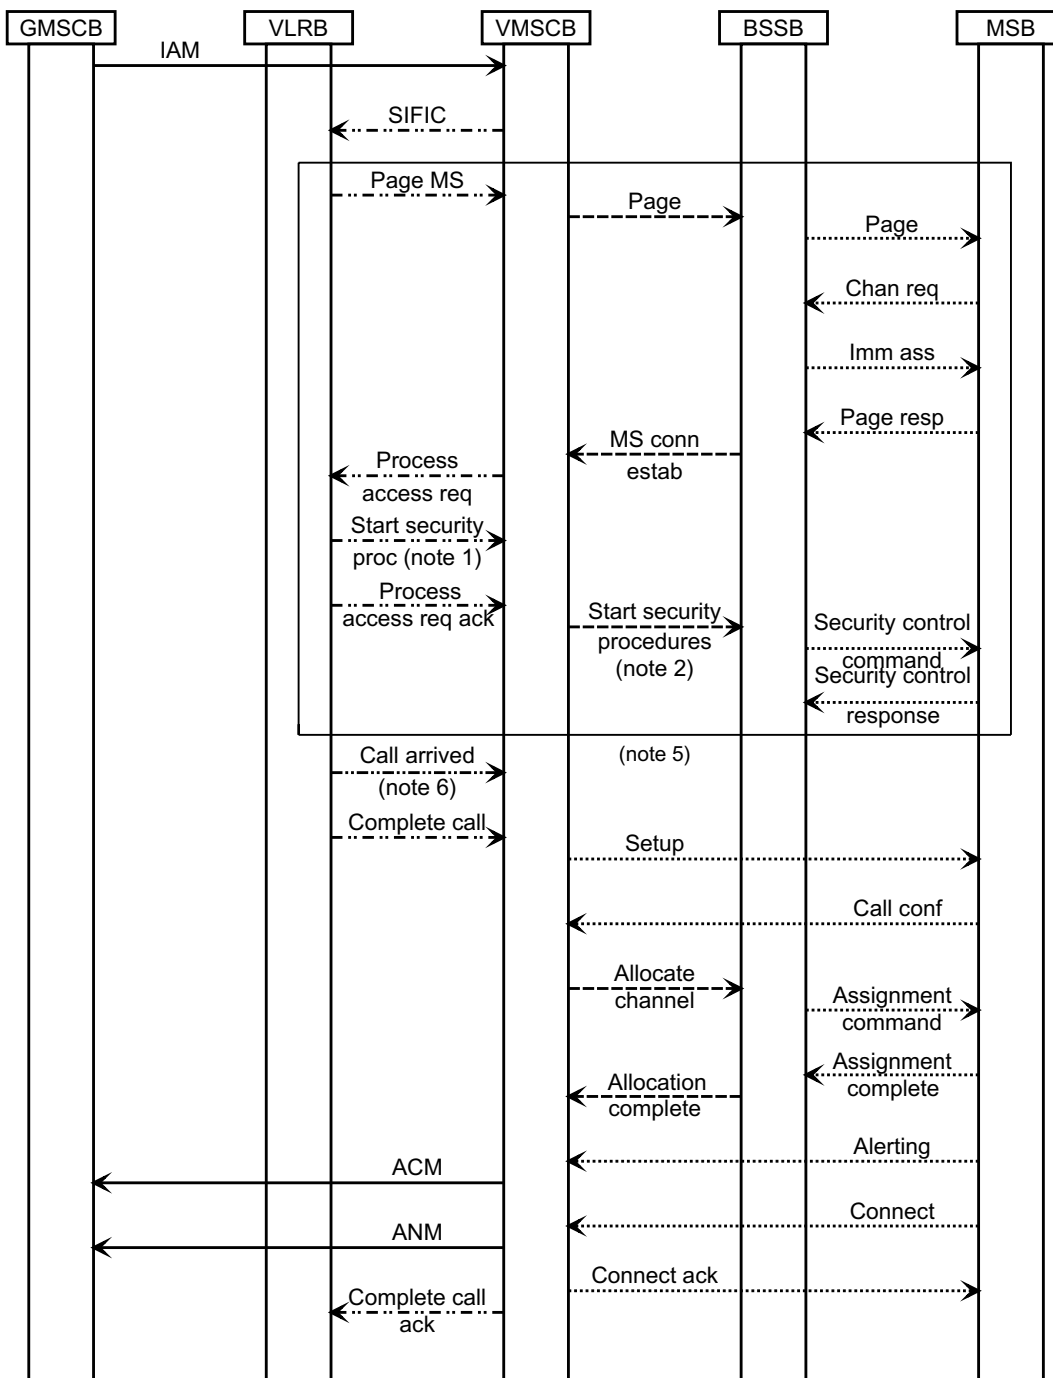 GMSCB VLRB VMSCB BSSB MSB
IAM
SIFIC
Page MS
Page
Page
Chan req
Imm ass
Page resp
MS conn
estab
Process
access req
Start security
proc (note 1)
Process
access req ack
Start security
procedures
(note 2)
Security control
command
Security control
response
(note 5)
Call arrived
(note 6)
Complete call
Setup
Call conf
Allocate
channel
Assignment
command
Assignment
complete
Allocation
complete
Alerting
ACM
Connect
ANM
Connect ack
Complete call
ack